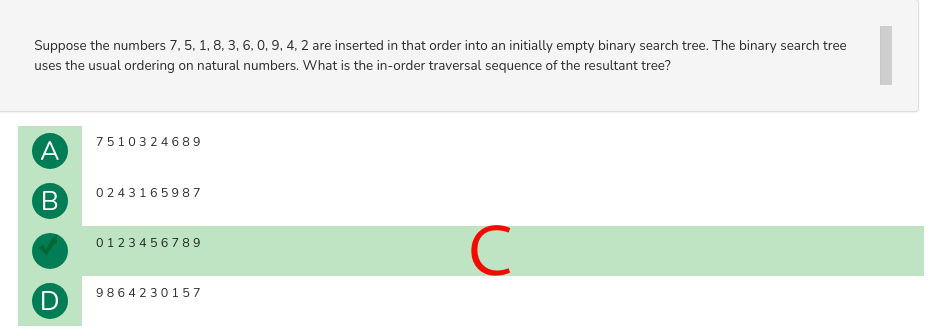 Suppose the numbers 7, 5, 1, 8, 3, 6, 0, 9, 4, 2 are inserted in that order into an initially empty binary search tree. The binary search tree
uses the usual ordering on natural numbers. What is the in-order traversal sequence of the resultant tree?
A 7 5 1 0 3 2 4 6 8 9
B 0 2 4 3 1 6 5 9 8 7
0 1 2 3 4 5 6 7 8 9 C
D 9 8 6 4 2 3 0 1 5 7